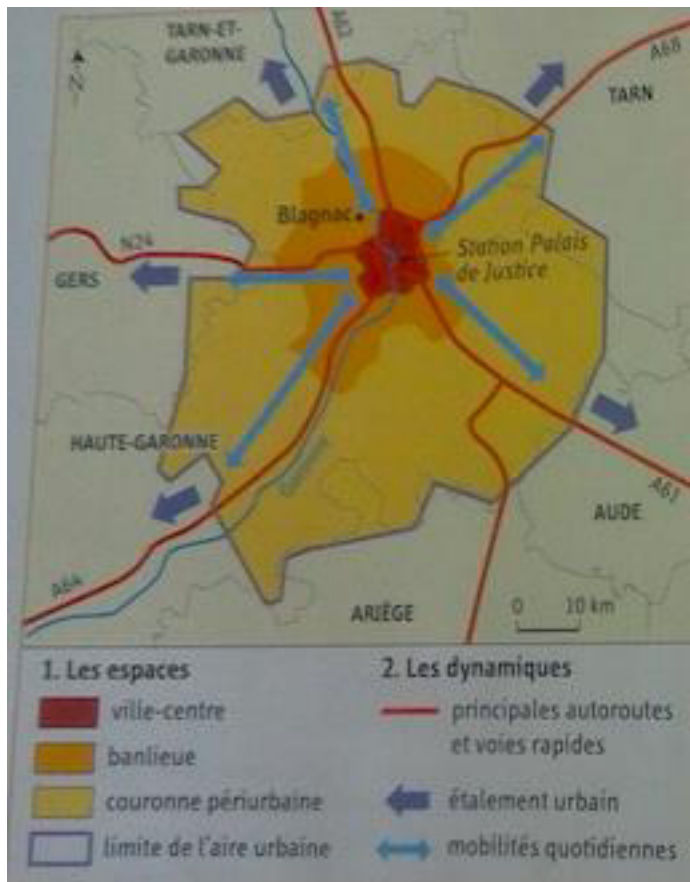 TARN-ET-
GARONNE
A62
A68
N
TARN
Blagnac
N24
Station Palais
de Justice
GERS
HAUTE-GARONNE
A61
AUDE
A64
ARIÈGE
0 10 km
1. Les espaces
ville-centre
banlieue
couronne périurbaine
limite de l'aire urbaine
2. Les dynamiques
principales autoroutes
et voies rapides
étalement urbain
mobilités quotidiennes